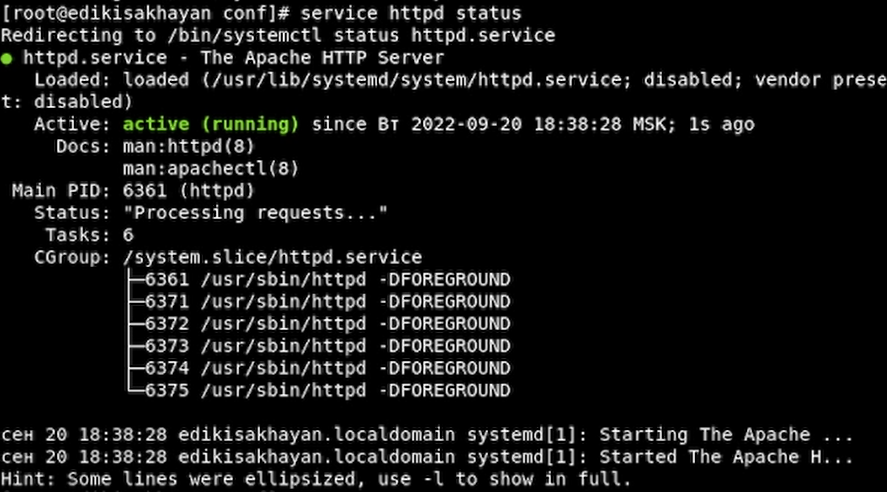 [root@edikisakhayan conf]# service httpd status
Redirecting to /bin/systemctl status httpd.service
● httpd.service - The Apache HTTP Server
   Loaded: loaded (/usr/lib/systemd/system/httpd.service; disabled; vendor prese
t: disabled)
   Active: active (running) since Вт 2022-09-20 18:38:28 MSK; 1s ago
     Docs: man:httpd(8)
           man:apachectl(8)
 Main PID: 6361 (httpd)
   Status: "Processing requests..."
    Tasks: 6
   CGroup: /system.slice/httpd.service
           ├─6361 /usr/sbin/httpd -DFOREGROUND
           ├─6371 /usr/sbin/httpd -DFOREGROUND
           ├─6372 /usr/sbin/httpd -DFOREGROUND
           ├─6373 /usr/sbin/httpd -DFOREGROUND
           ├─6374 /usr/sbin/httpd -DFOREGROUND
           └─6375 /usr/sbin/httpd -DFOREGROUND

сен 20 18:38:28 edikisakhayan.localdomain systemd[1]: Starting The Apache ...
сен 20 18:38:28 edikisakhayan.localdomain systemd[1]: Started The Apache H...
Hint: Some lines were ellipsized, use -l to show in full.